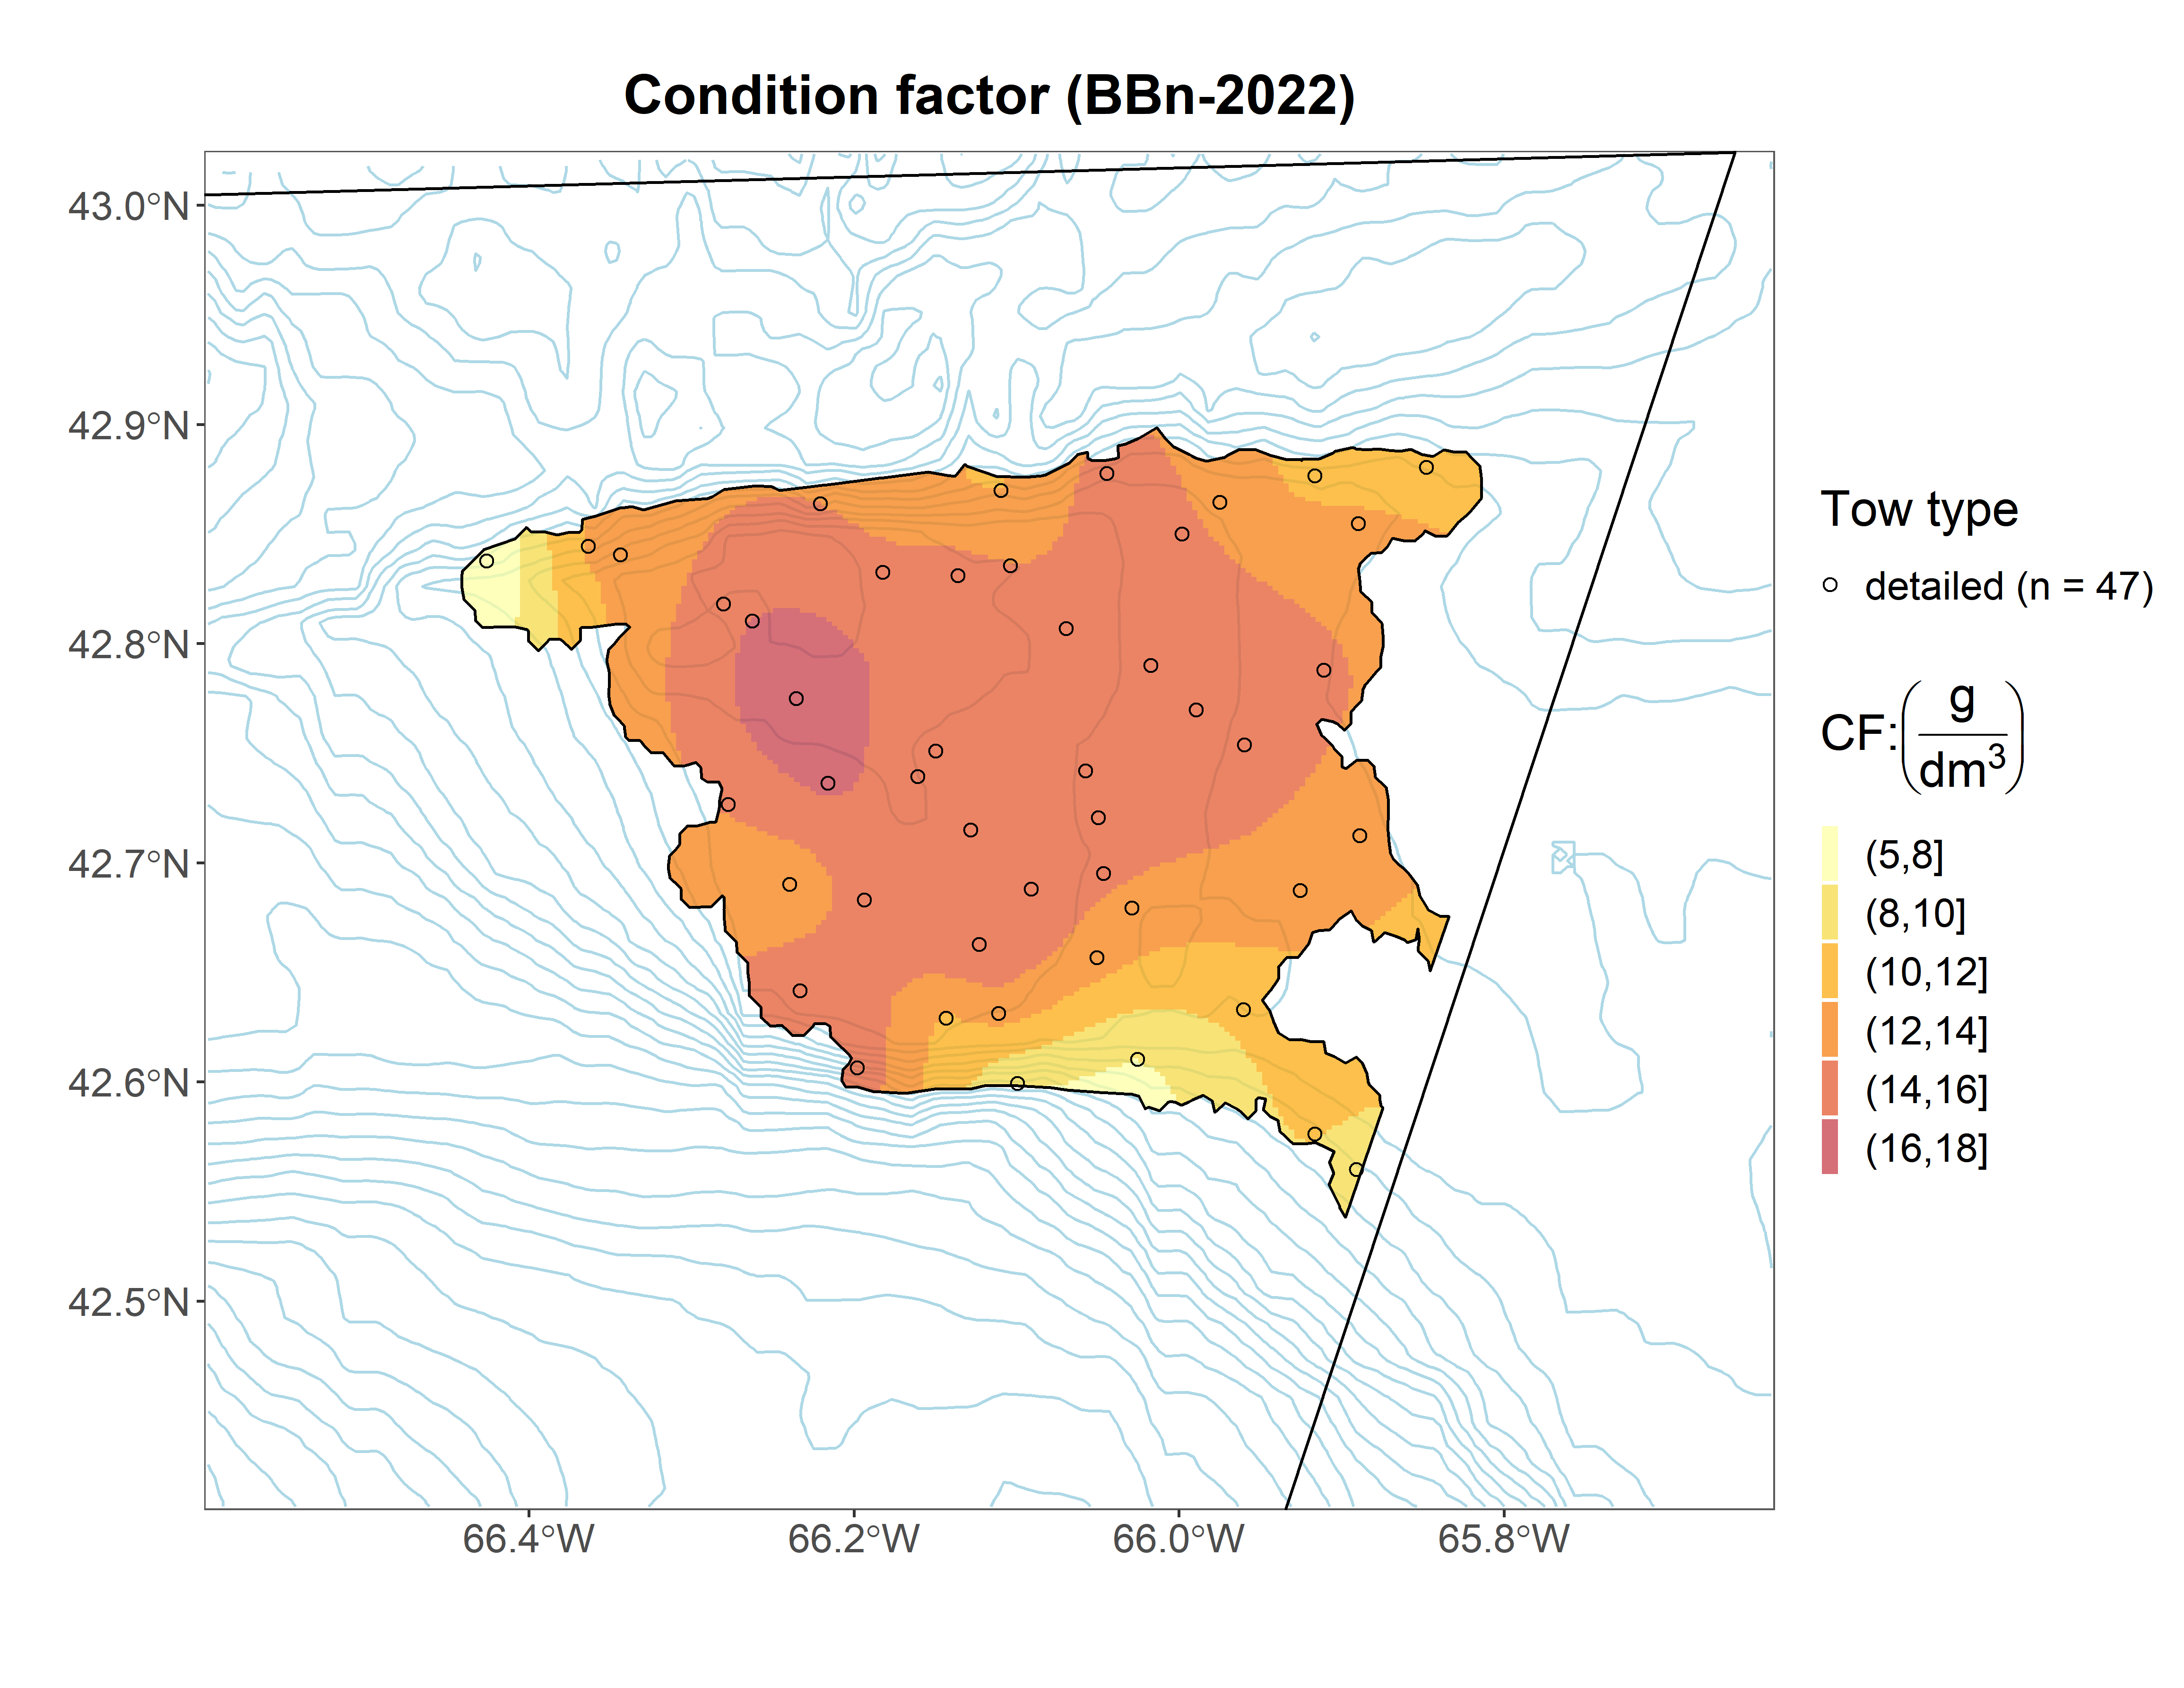 Condition factor (BBn-2022)
43.0°N
42.9°N
42.8°N
42.7°N
42.6°N
42.5°N
66.4°W
66.2°W
66.0°W
65.8°W
Tow type
detailed (n = 47)
CF:(g/dm³)
(5,8]
(8,10]
(10,12]
(12,14]
(14,16]
(16,18]